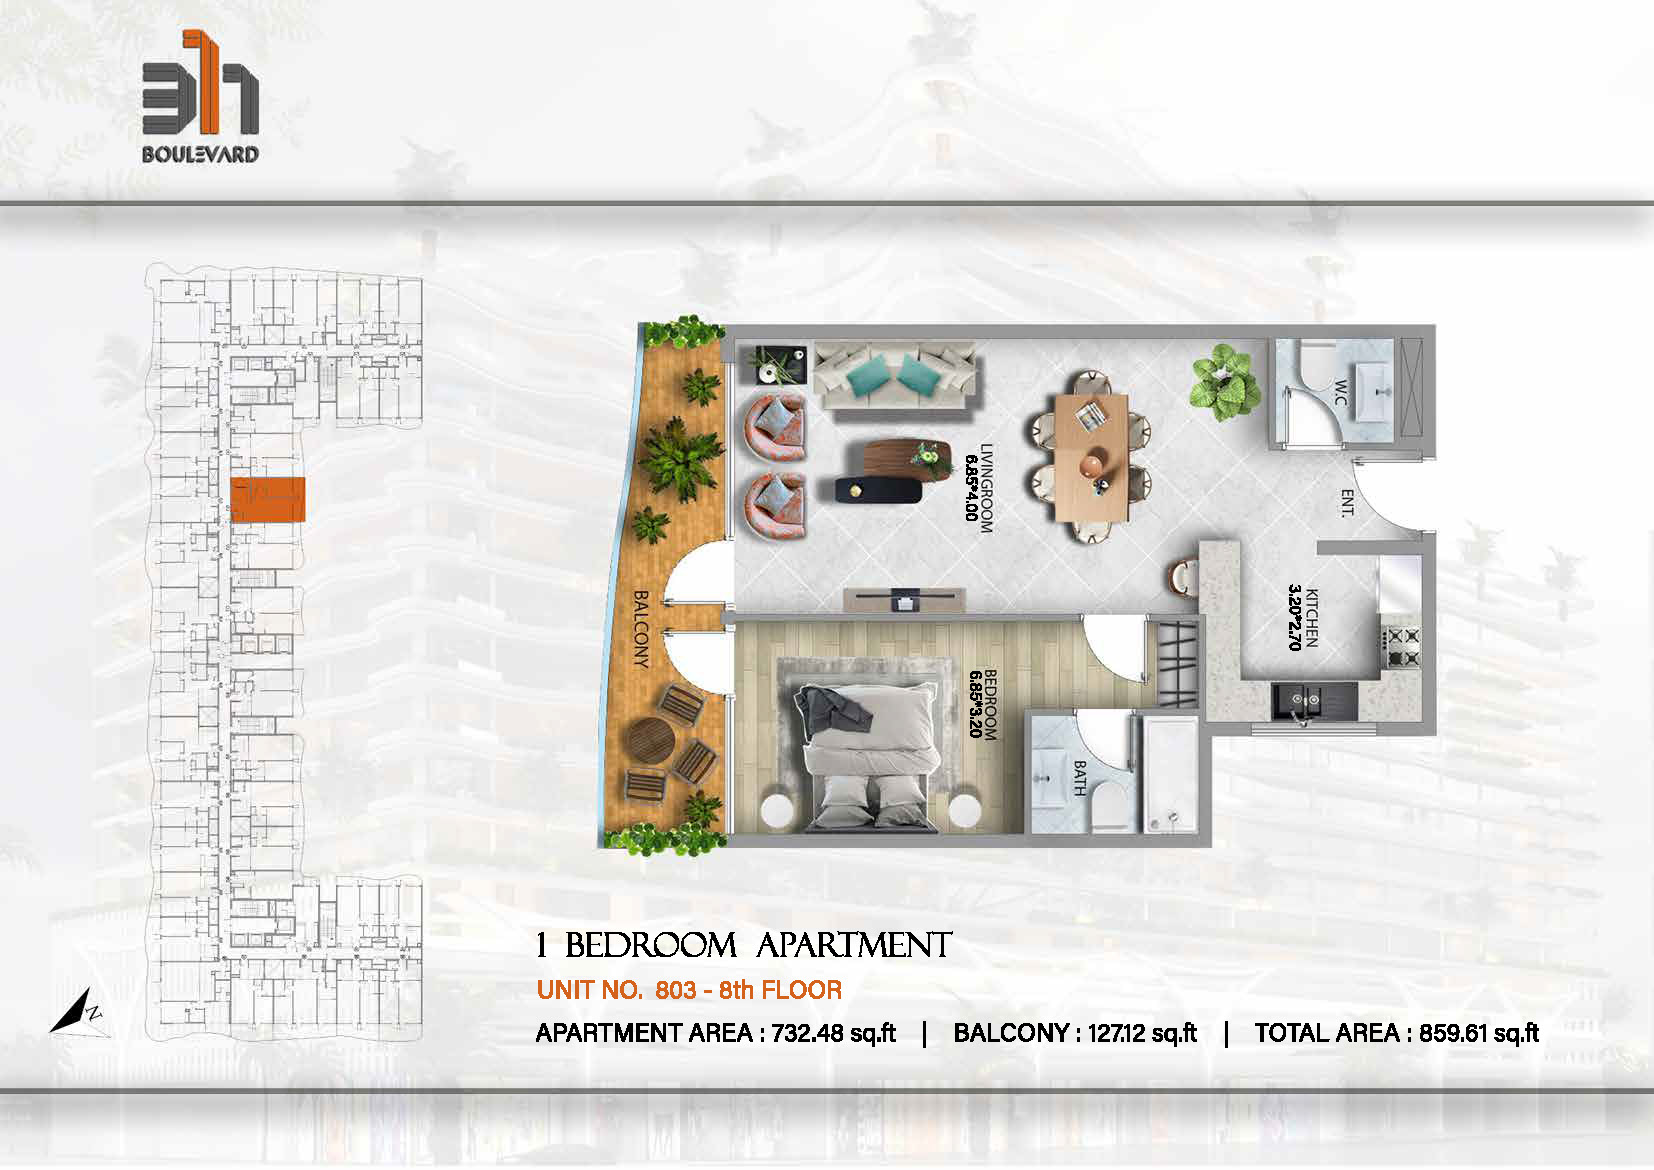 311
BOULEVARD
W.C
ENT.
LIVINGROOM
6.85*4.00
KITCHEN
3.20*2.70
BALCONY
BEDROOM
6.85*3.20
BATH
N
1 BEDROOM APARTMENT
UNIT NO. 803 - 8th FLOOR
APARTMENT AREA : 732.48 sq.ft | BALCONY : 127.12 sq.ft | TOTAL AREA : 859.61 sq.ft